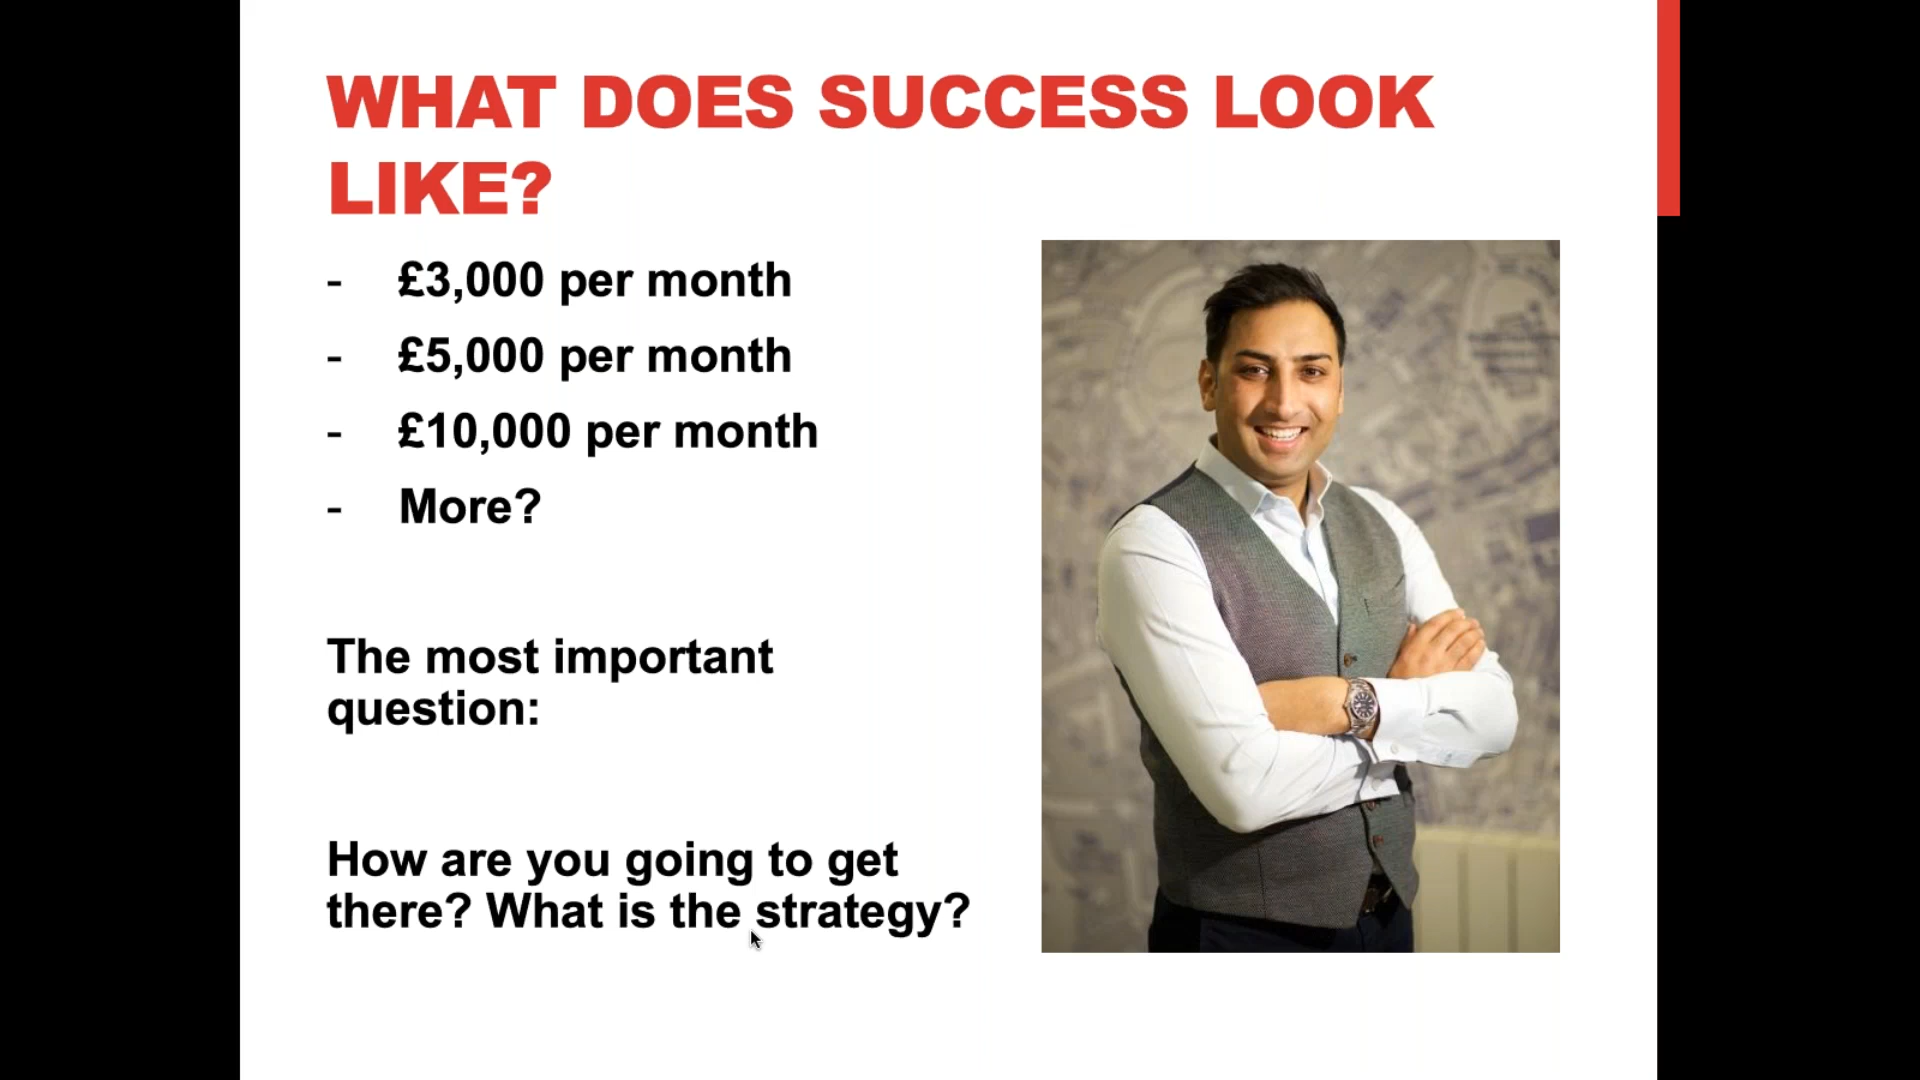 WHAT DOES SUCCESS LOOK
LIKE?
- £3,000 per month
- £5,000 per month
- £10,000 per month
- More?
The most important
question:
How are you going to get
there? What is the strategy?